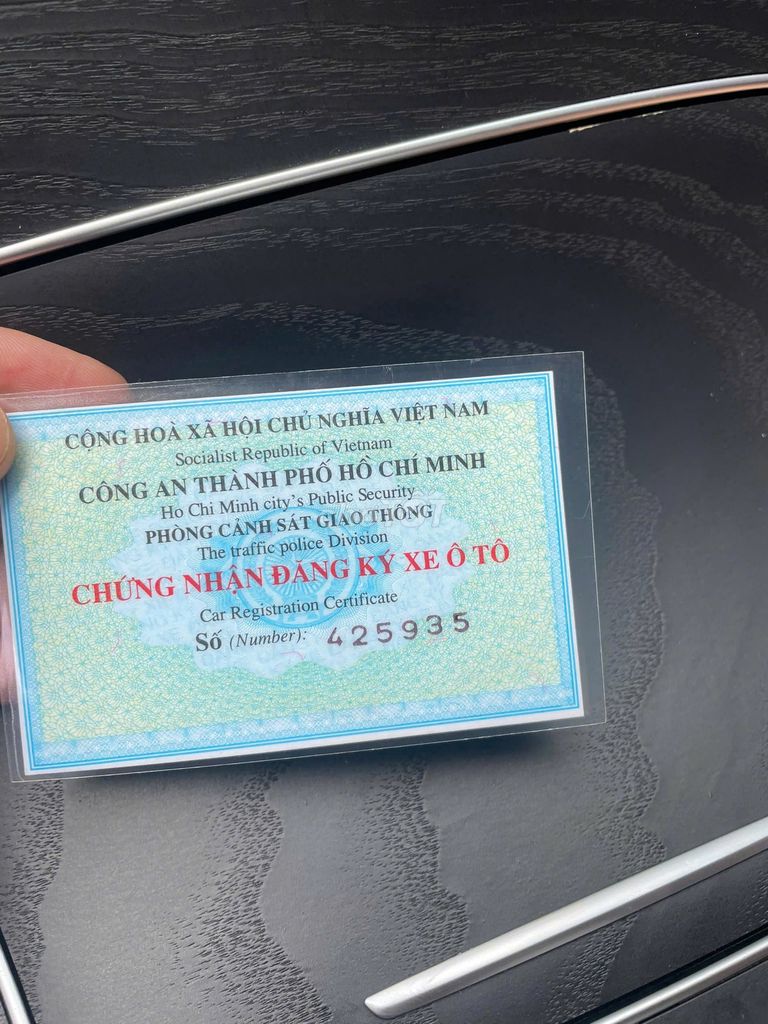 CỘNG HOÀ XÃ HỘI CHỦ NGHĨA VIỆT NAM
Socialist Republic of Vietnam
CÔNG AN THÀNH PHỐ HỒ CHÍ MINH
Ho Chi Minh city's Public Security
PHÒNG CẢNH SÁT GIAO THÔNG
The traffic police Division
CHỨNG NHẬN ĐĂNG KÝ XE Ô TÔ
Car Registration Certificate
Số (Number): 425935